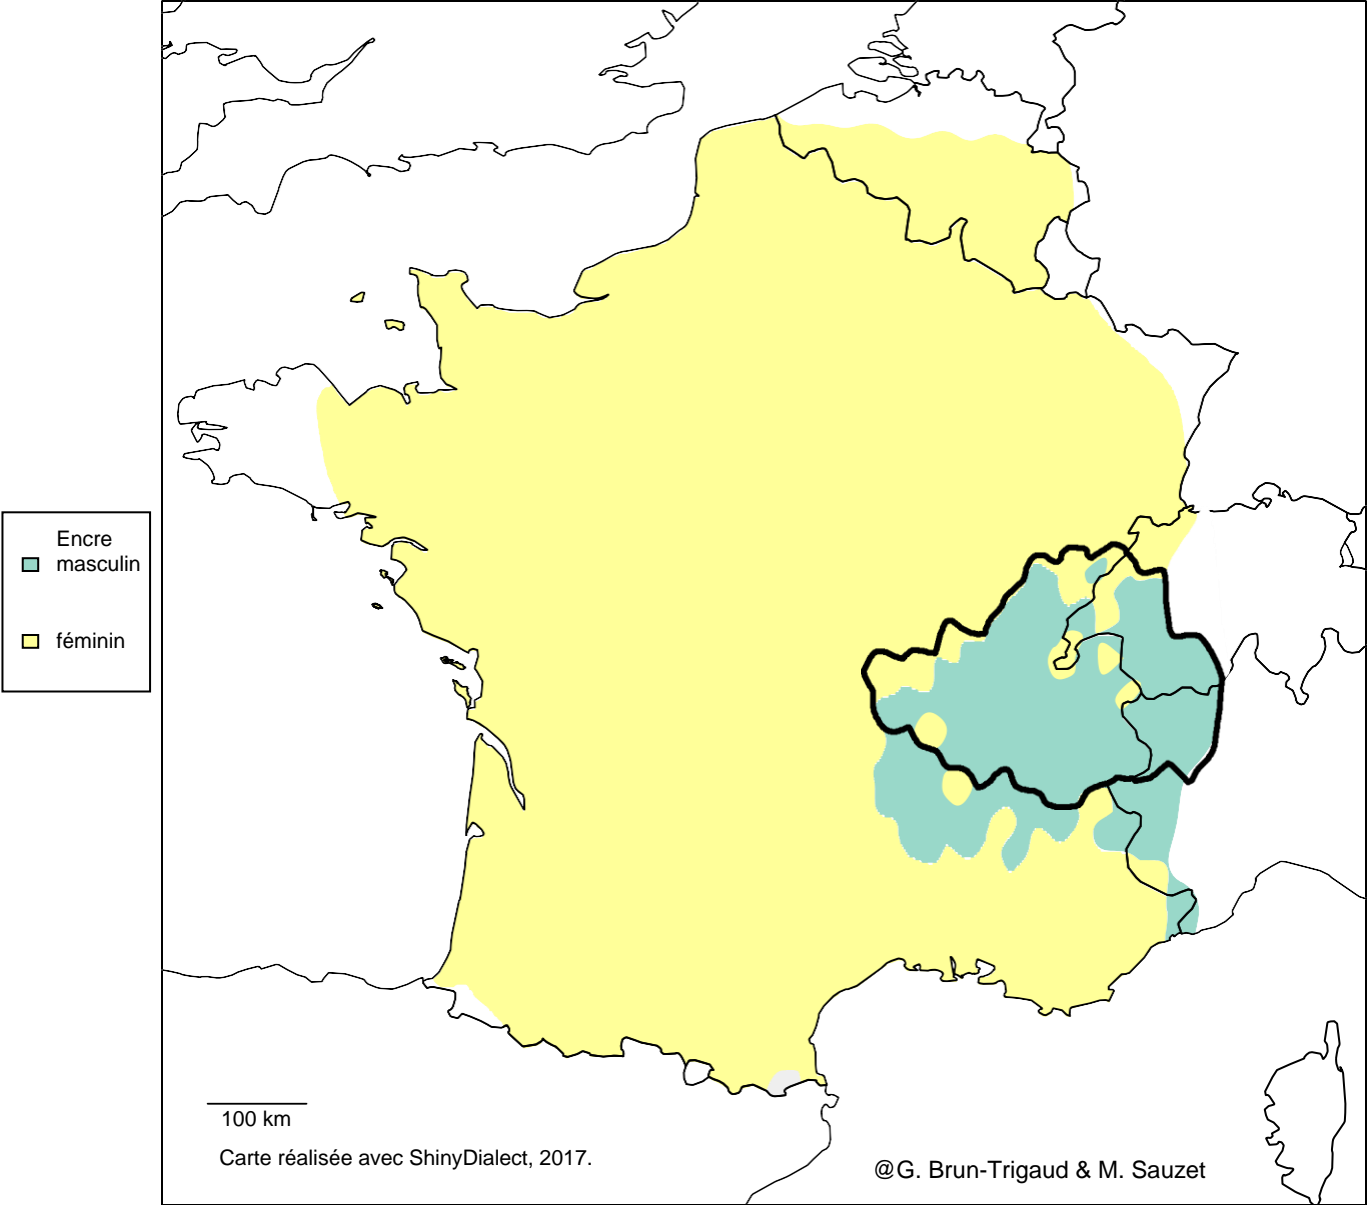 Encre
masculin
féminin
100 km
Carte réalisée avec ShinyDialect, 2017.
@G. Brun-Trigaud & M. Sauzet